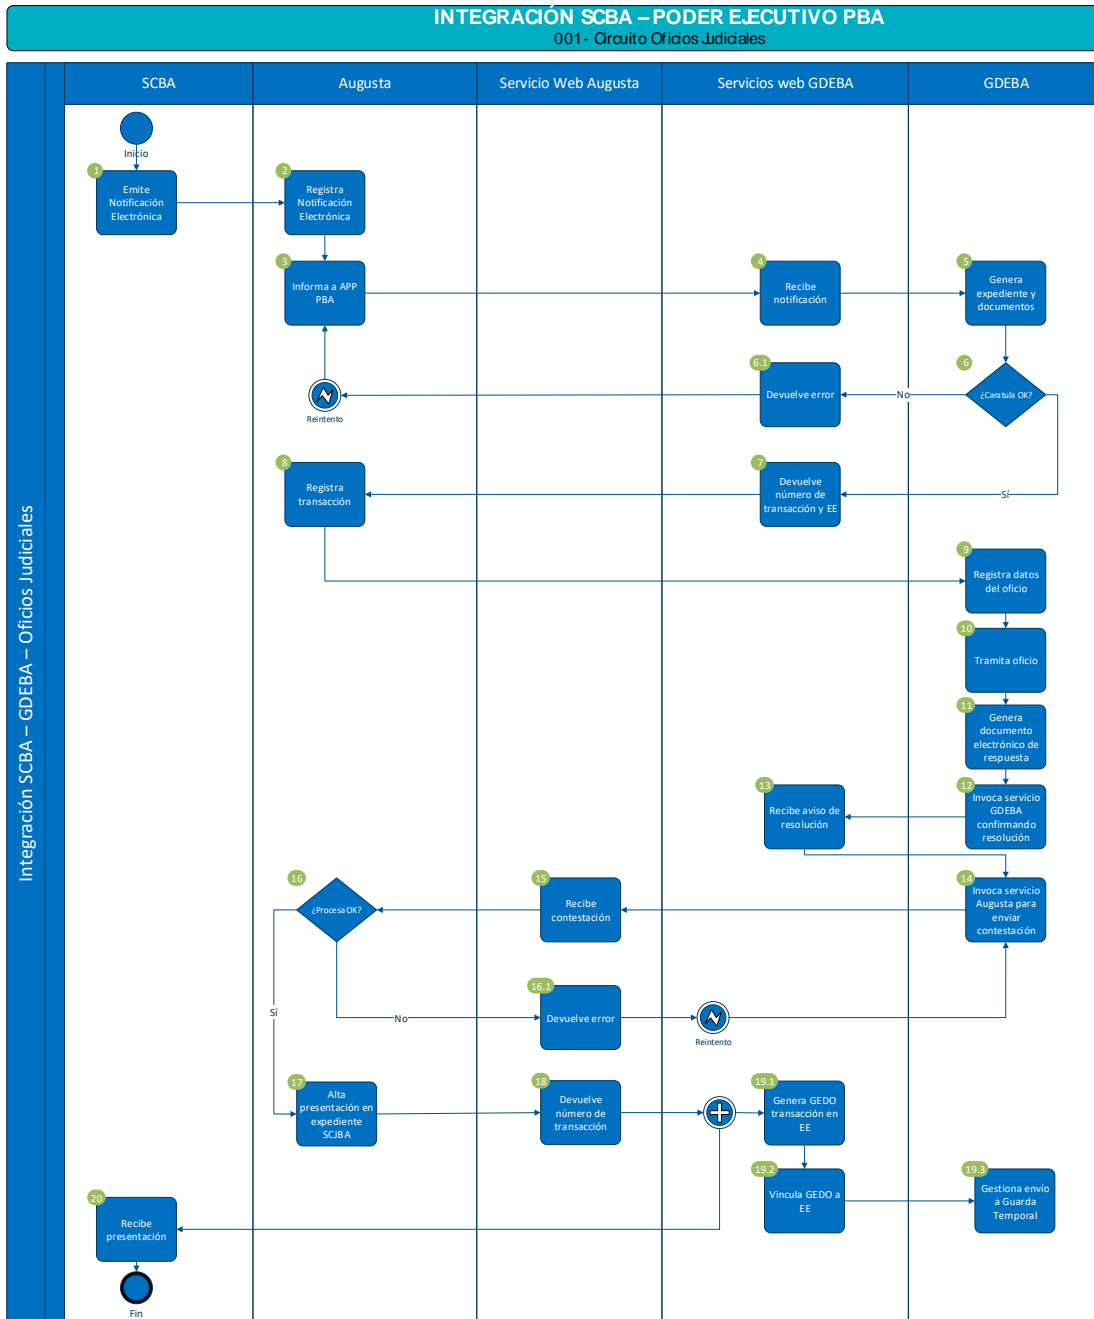 INTEGRACIÓN SCBA – PODER EJECUTIVO PBA
001- Circuito Oficios Judiciales
Integración SCBA – GDEBA – Oficios Judiciales
SCBA
Augusta
Servicio Web Augusta
Servicios web GDEBA
GDEBA
Inicio
1
Emite
Notificación
Electrónica
2
Registra
Notificación
Electrónica
3
Informa a APP
PBA
4
Recibe
notificación
5
Genera
expediente y
documentos
6
¿Caratula OK?
No
6.1
Devuelve error
Reintento
Sí
7
Devuelve
número de
transacción y EE
8
Registra
transacción
9
Registra datos
del oficio
10
Tramita oficio
11
Genera
documento
electrónico de
respuesta
12
Invoca servicio
GDEBA
confirmando
resolución
13
Recibe aviso de
resolución
14
Invoca servicio
Augusta para
enviar
contestación
15
Recibe
contestación
16
¿Procesa OK?
Sí
No
16.1
Devuelve error
Reintento
17
Alta
presentación en
expediente
SCJBA
18
Devuelve
número de
transacción
19.1
Genera GEDO
transacción en
EE
19.2
Vincula GEDO a
EE
19.3
Gestiona envío
a Guarda
Temporal
20
Recibe
presentación
Fin